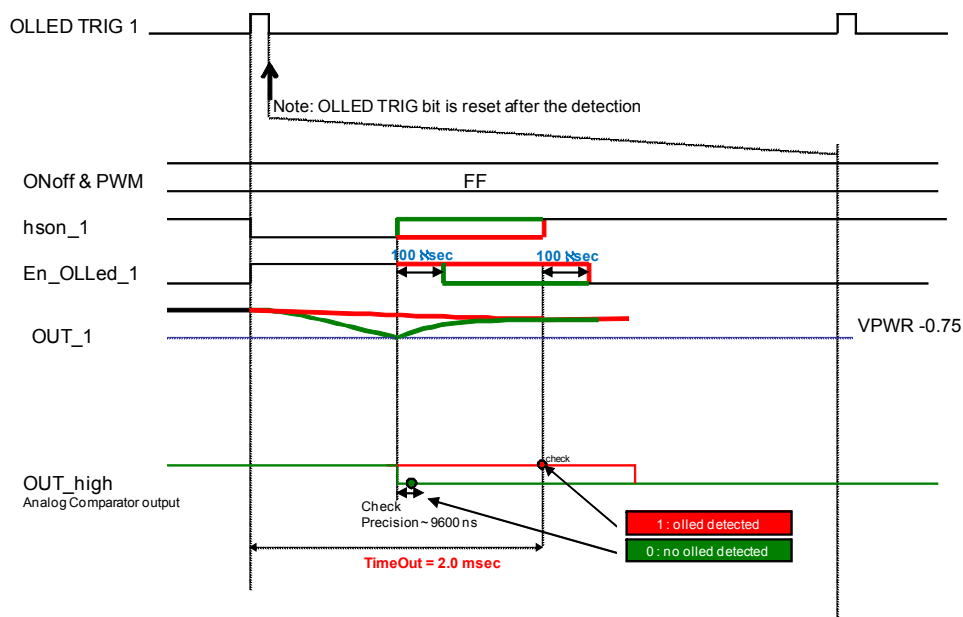 OLLED TRIG 1
Note: OLLED TRIG bit is reset after the detection
ONoff & PWM
FF
hson_1
100 sec
100 sec
En_OLLed_1
OUT_1
VPWR -0.75
check
OUT_high
Analog Comparator output
Check
Precision ~ 9600 ns
1 : olled detected
0 : no olled detected
TimeOut = 2.0 msec